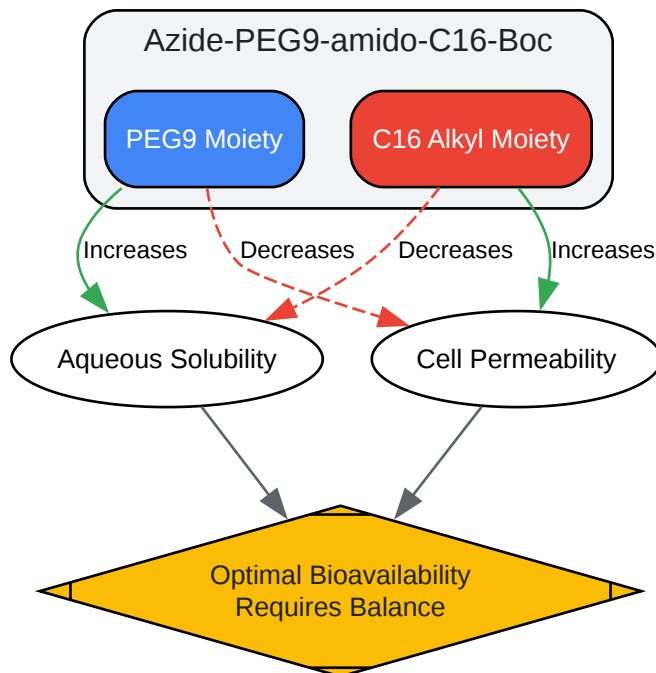 Azide-PEG9-amido-C16-Boc
PEG9 Moiety
C16 Alkyl Moiety
Increases
Decreases
Decreases
Increases
Aqueous Solubility
Cell Permeability
Optimal Bioavailability
Requires Balance